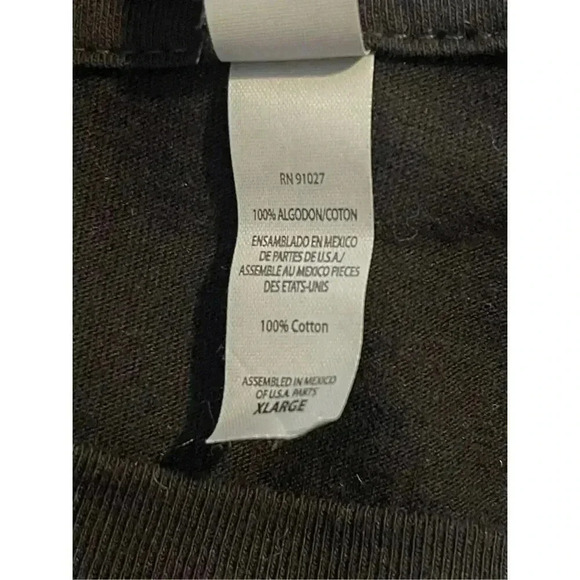 RN 91027
100% ALGODON/COTON
ENSAMBLADO EN MEXICO
DE PARTES DE U.S.A./
ASSEMBLE AU MEXICO PIECES
DES ETATS-UNIS
100% Cotton
ASSEMBLED IN MEXICO
OF U.S.A. PARTS
XLARGE